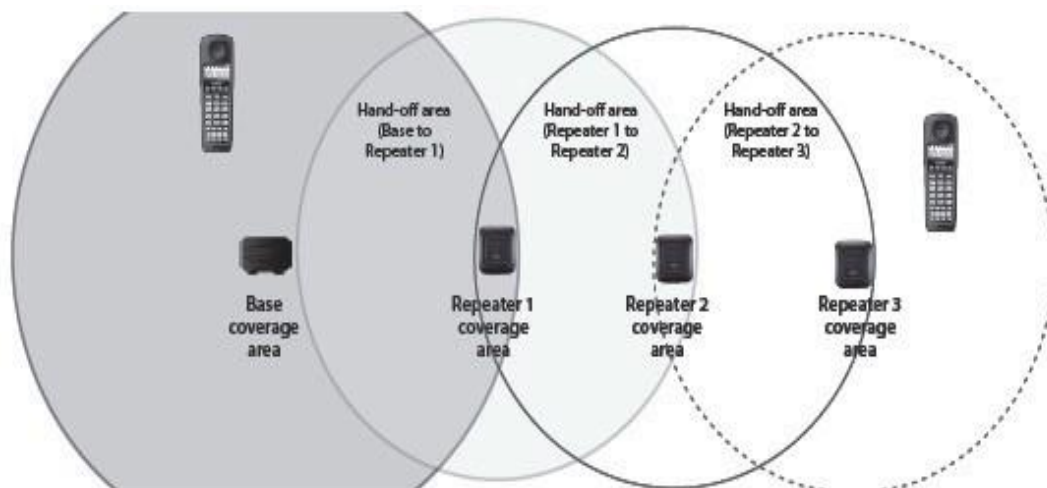 Hand-off area
(Base to
Repeater 1)
Hand-off area
(Repeater 1 to
Repeater 2)
Hand-off area
(Repeater 2 to
Repeater 3)
Base
coverage
area
Repeater 1
coverage
area
Repeater 2
coverage
area
Repeater 3
coverage
area